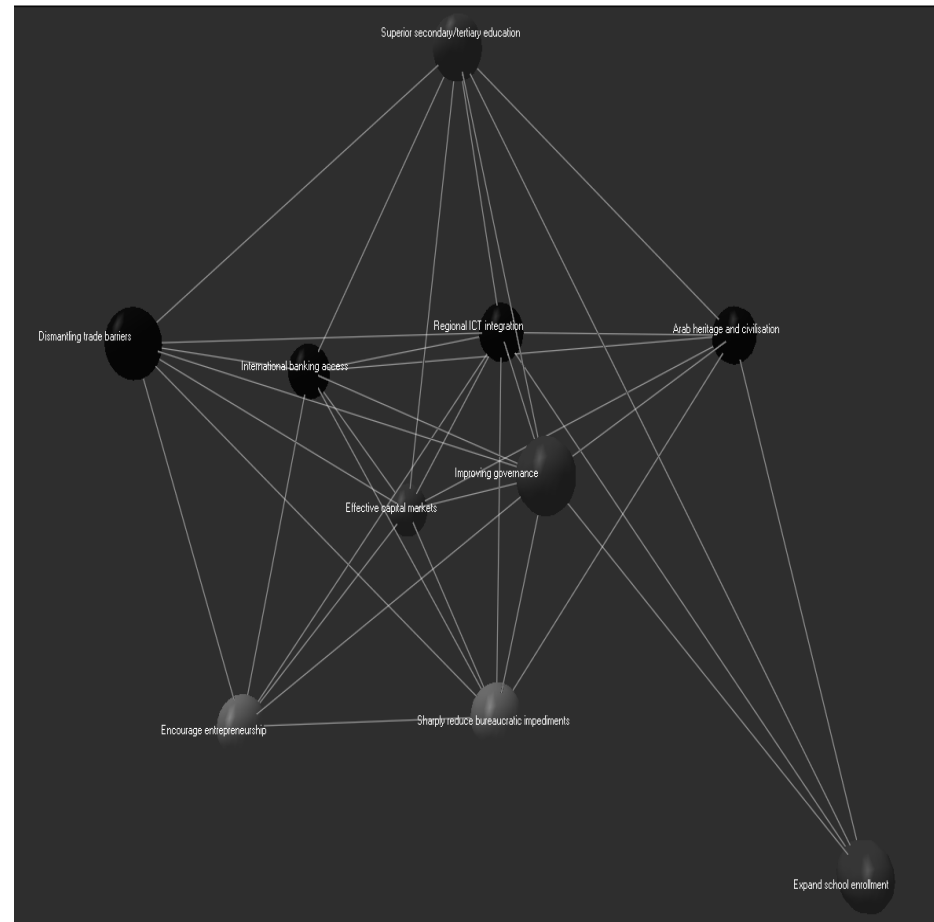 Superior secondary/tertiary education
Regional ICT integration
Arab heritage and civilisation
Dismantling trade barriers
International banking access
Improving governance
Effective capital markets
Sharply reduce bureaucratic impediments
Encourage entrepreneurship
Expand school enrollment